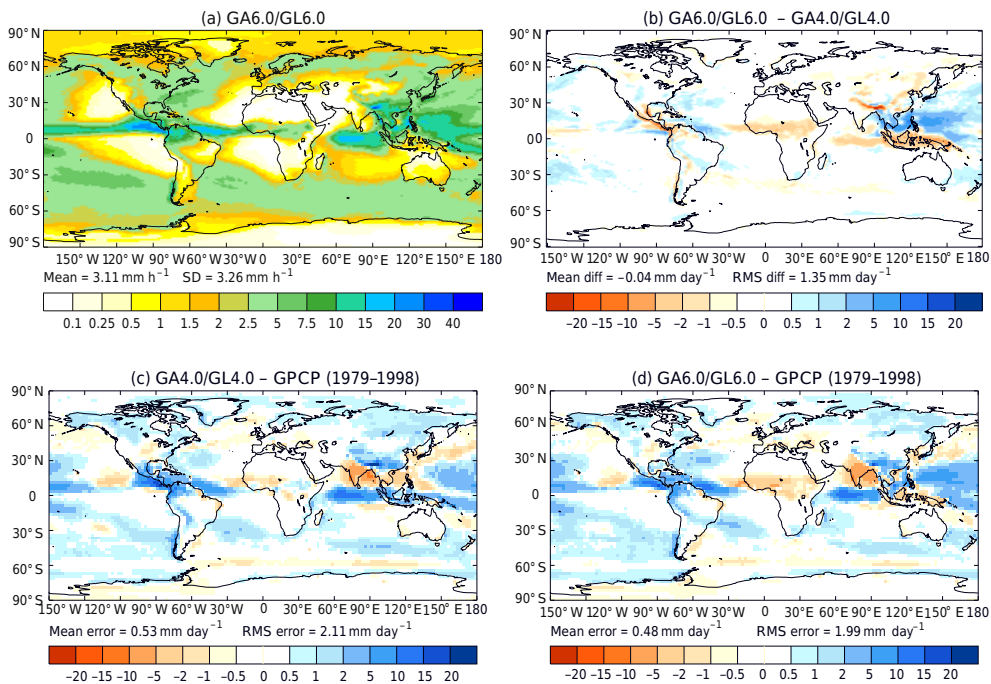 (a) GA6.0/GL6.0
90° N
60° N
30° N
0
30° S
60° S
90° S
150° W 120° W 90° W 60° W 30° W 0 30° E 60° E 90° E 120° E 150° E 180
Mean = 3.11 mm h⁻¹ SD = 3.26 mm h⁻¹
0.1 0.25 0.5 1 1.5 2 2.5 5 7.5 10 15 20 30 40
(b) GA6.0/GL6.0 – GA4.0/GL4.0
90° N
60° N
30° N
0
30° S
60° S
90° S
150° W 120° W 90° W 60° W 30° W 0 30° E 60° E 90° E 120° E 150° E 180
Mean diff = −0.04 mm day⁻¹ RMS diff = 1.35 mm day⁻¹
−20 −15 −10 −5 −2 −1 −0.5 0 0.5 1 2 5 10 15 20
(c) GA4.0/GL4.0 – GPCP (1979–1998)
90° N
60° N
30° N
0
30° S
60° S
90° S
150° W 120° W 90° W 60° W 30° W 0 30° E 60° E 90° E 120° E 150° E 180
Mean error = 0.53 mm day⁻¹ RMS error = 2.11 mm day⁻¹
−20 −15 −10 −5 −2 −1 −0.5 0 0.5 1 2 5 10 15 20
(d) GA6.0/GL6.0 – GPCP (1979–1998)
90° N
60° N
30° N
0
30° S
60° S
90° S
150° W 120° W 90° W 60° W 30° W 0 30° E 60° E 90° E 120° E 150° E 180
Mean error = 0.48 mm day⁻¹ RMS error = 1.99 mm day⁻¹
−20 −15 −10 −5 −2 −1 −0.5 0 0.5 1 2 5 10 15 20